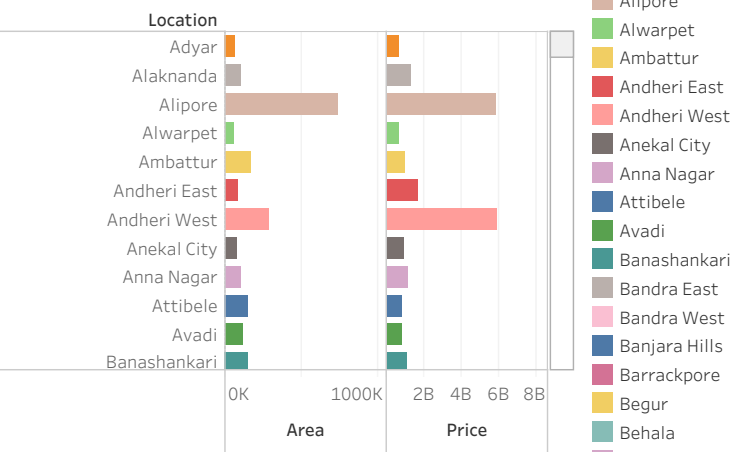 Location
Adyar
Alaknanda
Alipore
Alwarpet
Ambattur
Andheri East
Andheri West
Anekal City
Anna Nagar
Attibele
Avadi
Banashankari
0K 1000K 2B 4B 6B 8B
Area Price
Alipore
Alwarpet
Ambattur
Andheri East
Andheri West
Anekal City
Anna Nagar
Attibele
Avadi
Banashankari
Bandra East
Bandra West
Banjara Hills
Barrackpore
Begur
Behala